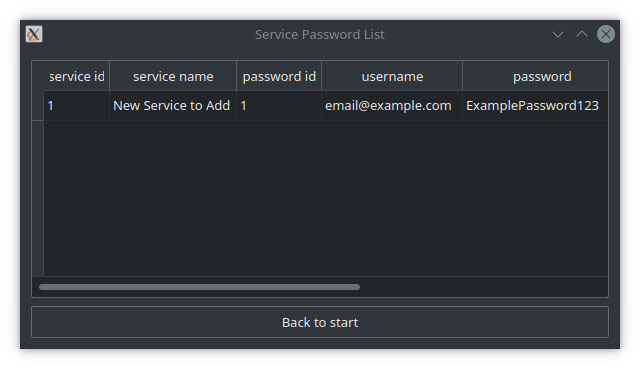 Service Password List
service id service name password id username password
1 New Service to Add 1 email@example.com ExamplePassword123
Back to start